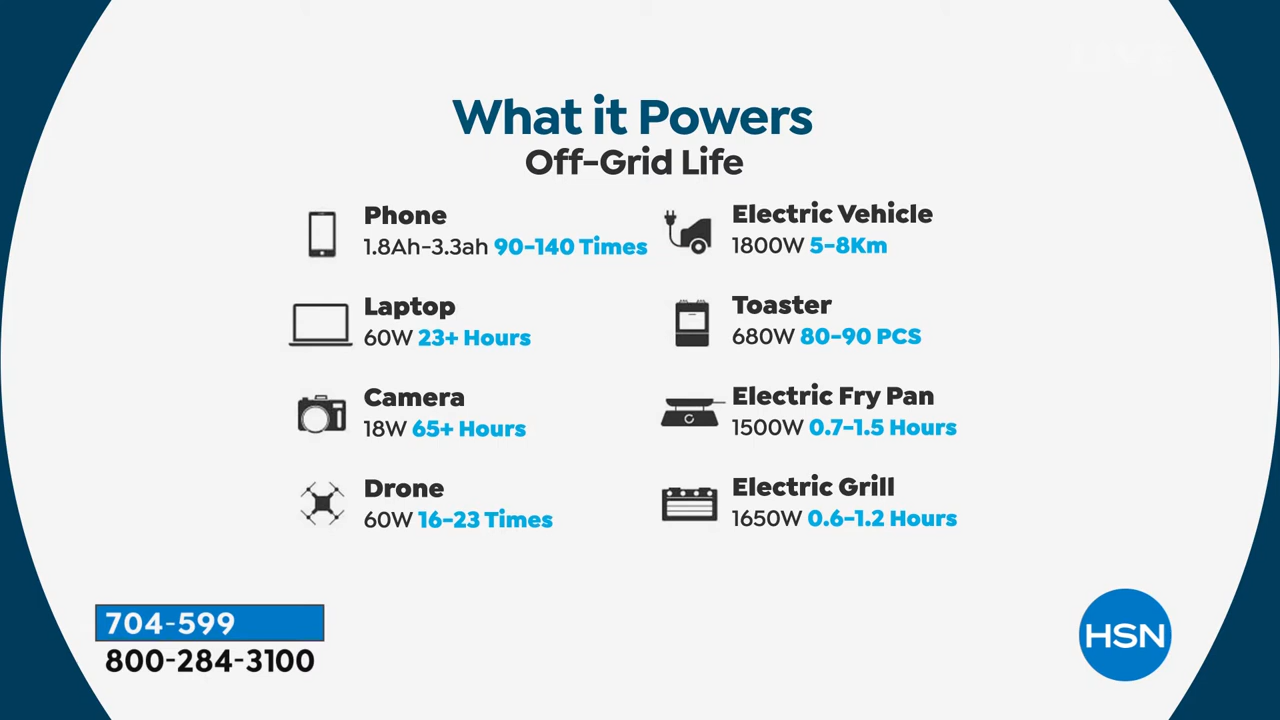 What it Powers
Off-Grid Life
Phone
1.8Ah-3.3ah 90-140 Times
Laptop
60W 23+ Hours
Camera
18W 65+ Hours
Drone
60W 16-23 Times
Electric Vehicle
1800W 5-8Km
Toaster
680W 80-90 PCS
Electric Fry Pan
1500W 0.7-1.5 Hours
Electric Grill
1650W 0.6-1.2 Hours
704-599
800-284-3100
HSN